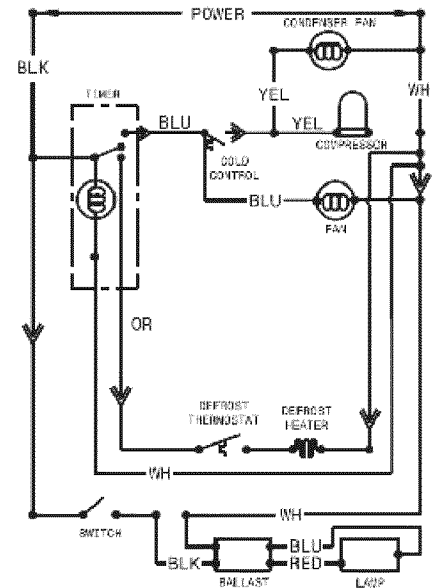 POWER
CONDENSER FAN
BLK
TIMER
YEL
WH
BLU
YEL
COMPRESSOR
COLD
CONTROL
BLU
FAN
OR
DEFROST
THERMOSTAT
DEFROST
HEATER
WH
SWITCH
WH
BLU
BLK
RED
BALLAST
LAMP